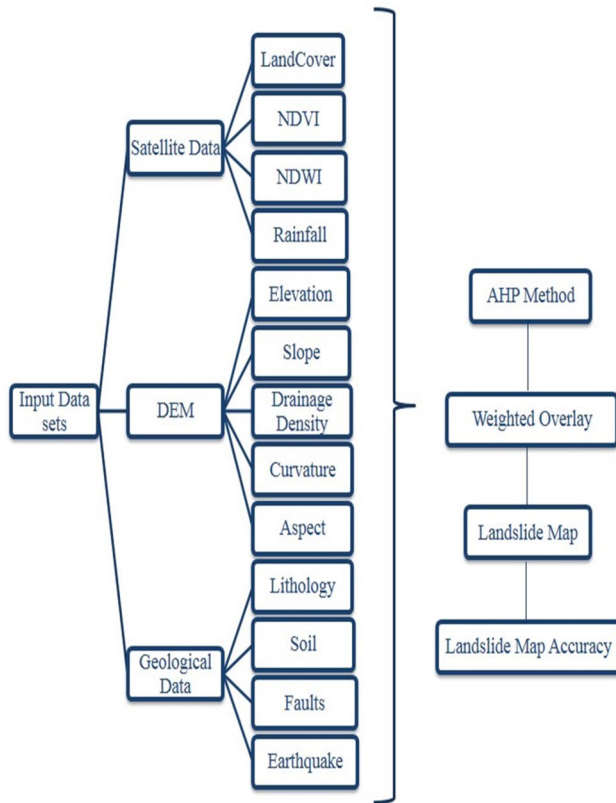 LandCover
NDVI
Satellite Data
NDWI
Rainfall
Elevation
Slope
Input Data
sets
DEM
Drainage
Density
Curvature
Aspect
Lithology
Soil
Geological
Data
Faults
Earthquake
AHP Method
Weighted Overlay
Landslide Map
Landslide Map Accuracy